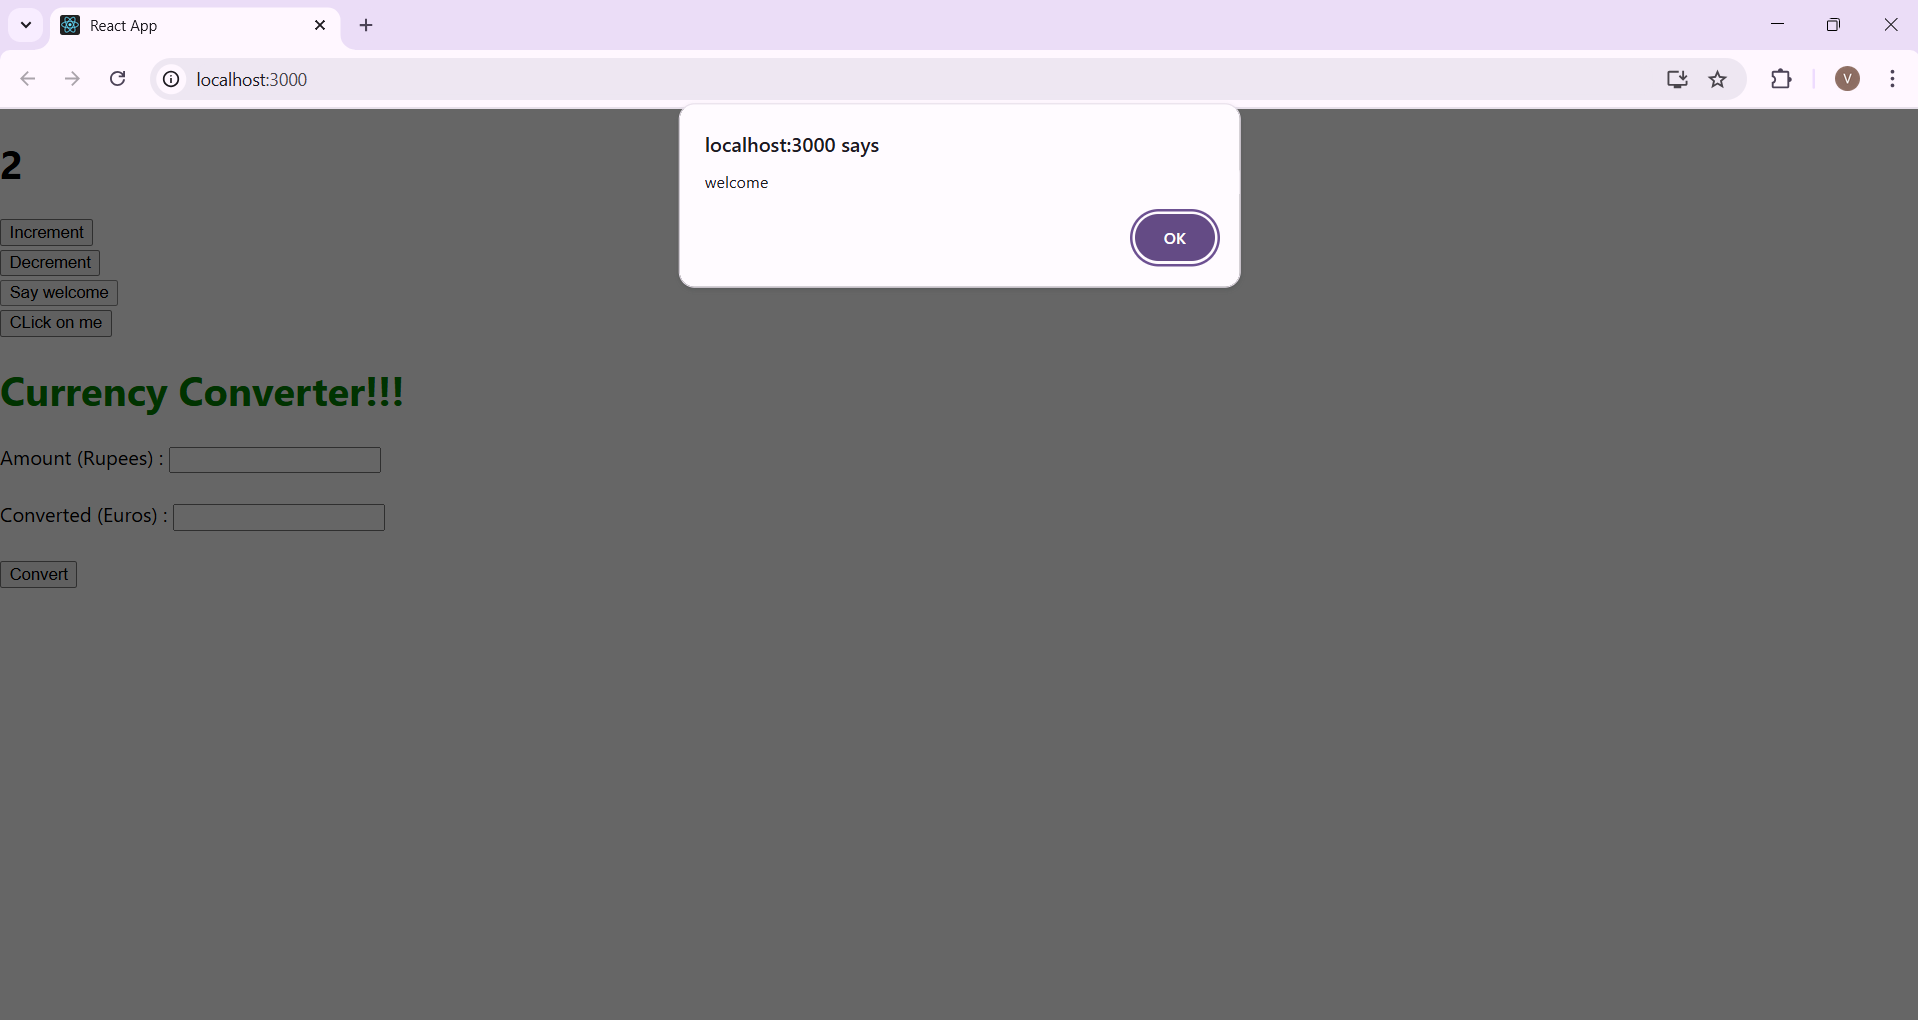 React App
localhost:3000
V
localhost:3000 says
welcome
OK
2
Increment
Decrement
Say welcome
CLick on me
Currency Converter!!!
Amount (Rupees) :
Converted (Euros) :
Convert